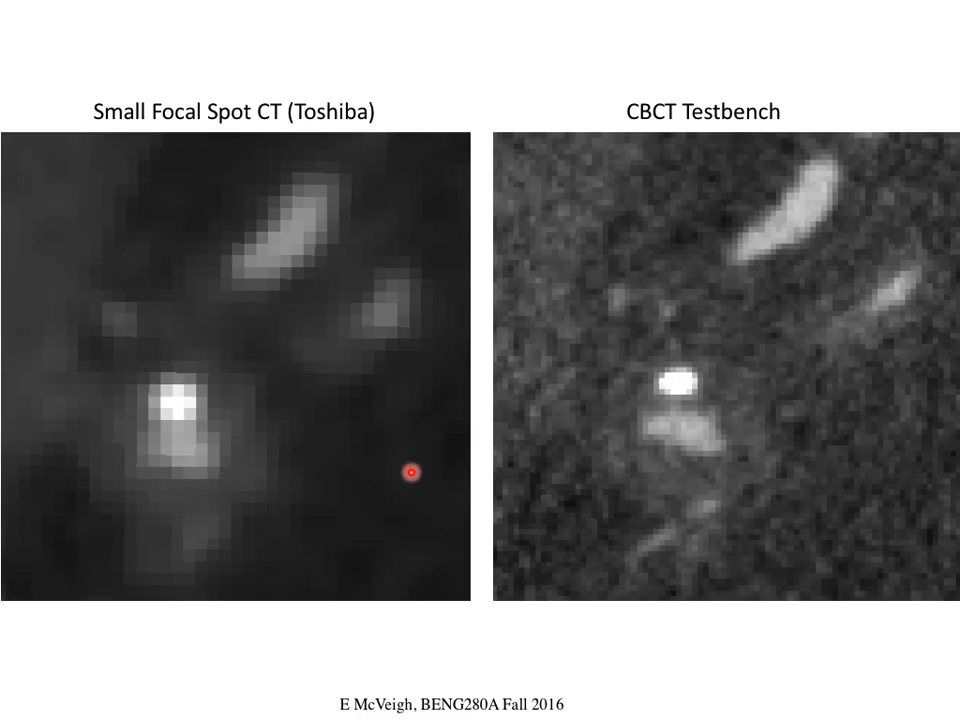 Small Focal Spot CT (Toshiba)
CBCT Testbench
E McVeigh, BENG280A Fall 2016